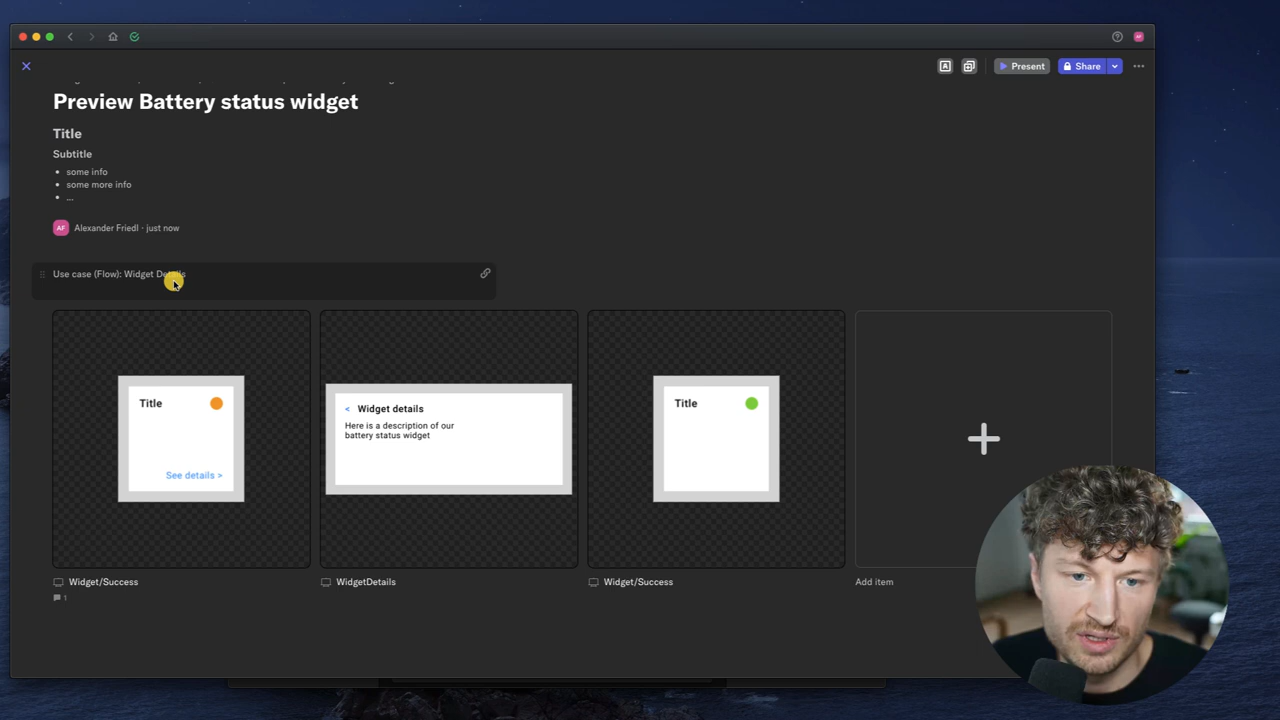 AF
Present
Share
Preview Battery status widget
Title
Subtitle
• some info
• some more info
• ...
AF Alexander Friedl · just now
Use case (Flow): Widget Details
Title
See details >
< Widget details
Here is a description of our
battery status widget
Title
Widget/Success
1
WidgetDetails
Widget/Success
Add item